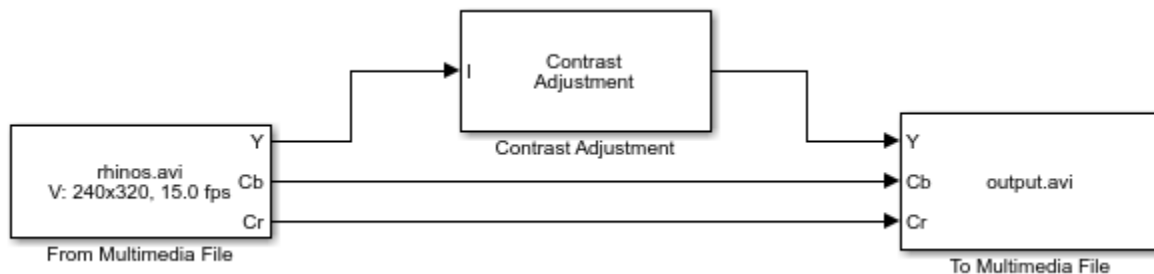 Contrast
Adjustment
I
Contrast Adjustment
rhinos.avi
V: 240x320, 15.0 fps
Y
Cb
Cr
From Multimedia File
Y
Cb
Cr
output.avi
To Multimedia File